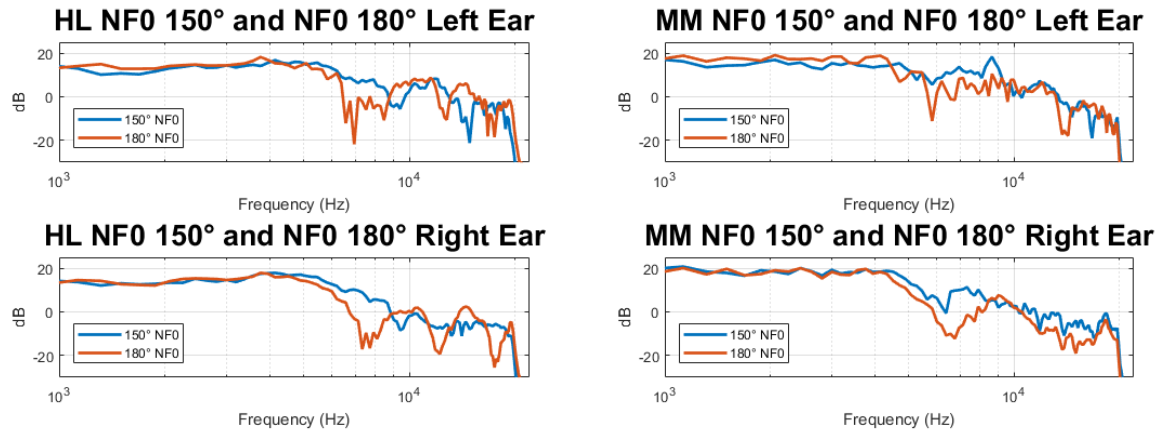 HL NF0 150° and NF0 180° Left Ear
20
0
-20
dB
150° NF0
180° NF0
10³
10⁴
Frequency (Hz)
MM NF0 150° and NF0 180° Left Ear
20
0
-20
dB
150° NF0
180° NF0
10³
10⁴
Frequency (Hz)
HL NF0 150° and NF0 180° Right Ear
20
0
-20
dB
150° NF0
180° NF0
10³
10⁴
Frequency (Hz)
MM NF0 150° and NF0 180° Right Ear
20
0
-20
dB
150° NF0
180° NF0
10³
10⁴
Frequency (Hz)